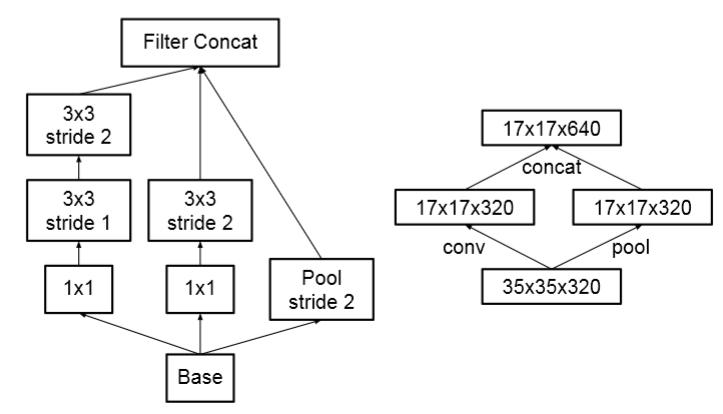 Filter Concat
3x3
stride 2
3x3
stride 1
3x3
stride 2
1x1
1x1
Pool
stride 2
Base
17x17x640
concat
17x17x320
17x17x320
conv
pool
35x35x320